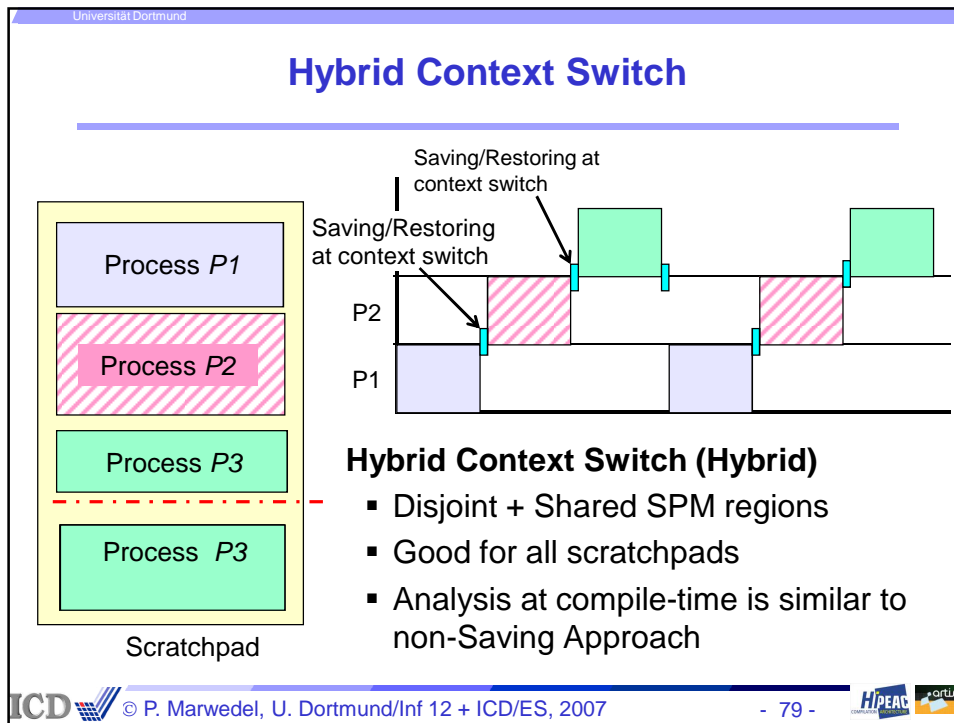 Universität Dortmund
Hybrid Context Switch
Saving/Restoring at
context switch
Saving/Restoring
at context switch
Process P1
Process P2
Process P3
Process P3
Scratchpad
P2
P1
Hybrid Context Switch (Hybrid)
▪ Disjoint + Shared SPM regions
▪ Good for all scratchpads
▪ Analysis at compile-time is similar to
non-Saving Approach
ICD
© P. Marwedel, U. Dortmund/Inf 12 + ICD/ES, 2007
- 79 -
HiPEAC
COMPILATION ARCHITECTURE